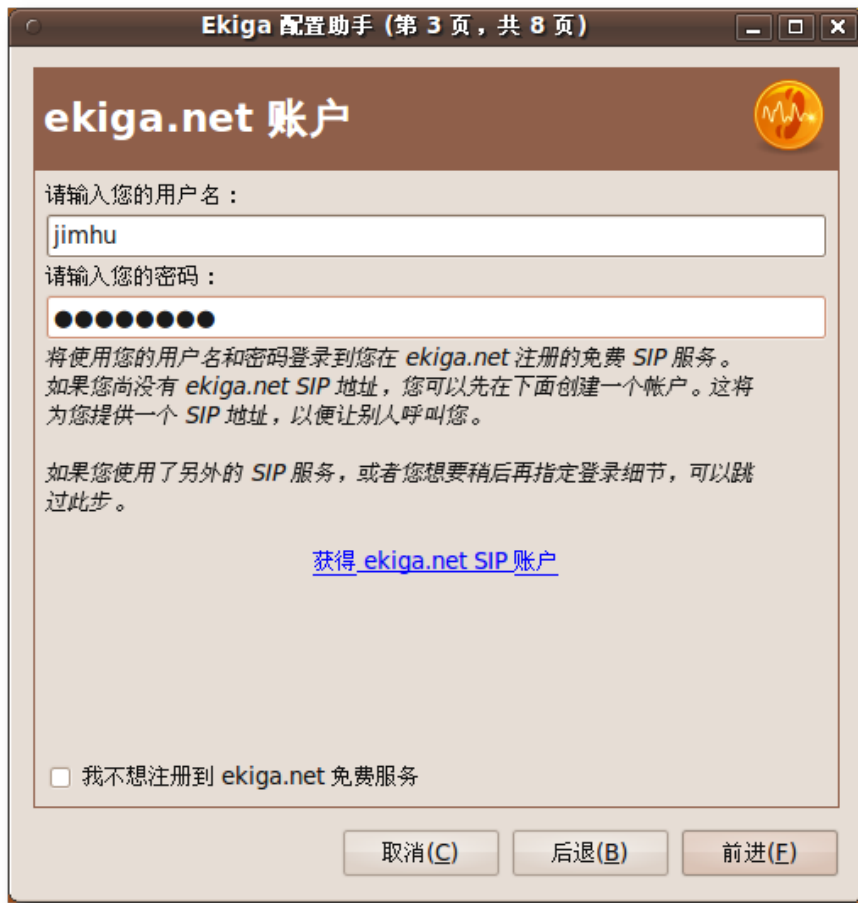 Ekiga 配置助手 (第 3 页，共 8 页)
ekiga.net 账户
请输入您的用户名：
jimhu
请输入您的密码：
●●●●●●●●
将使用您的用户名和密码登录到您在 ekiga.net 注册的免费 SIP 服务。
如果您尚没有 ekiga.net SIP 地址，您可以先在下面创建一个帐户。这将
为您提供一个 SIP 地址，以便让别人呼叫您。
如果您使用了另外的 SIP 服务，或者您想要稍后再指定登录细节，可以跳
过此步。
获得 ekiga.net SIP 账户
我不想注册到 ekiga.net 免费服务
取消(C) 后退(B) 前进(F)